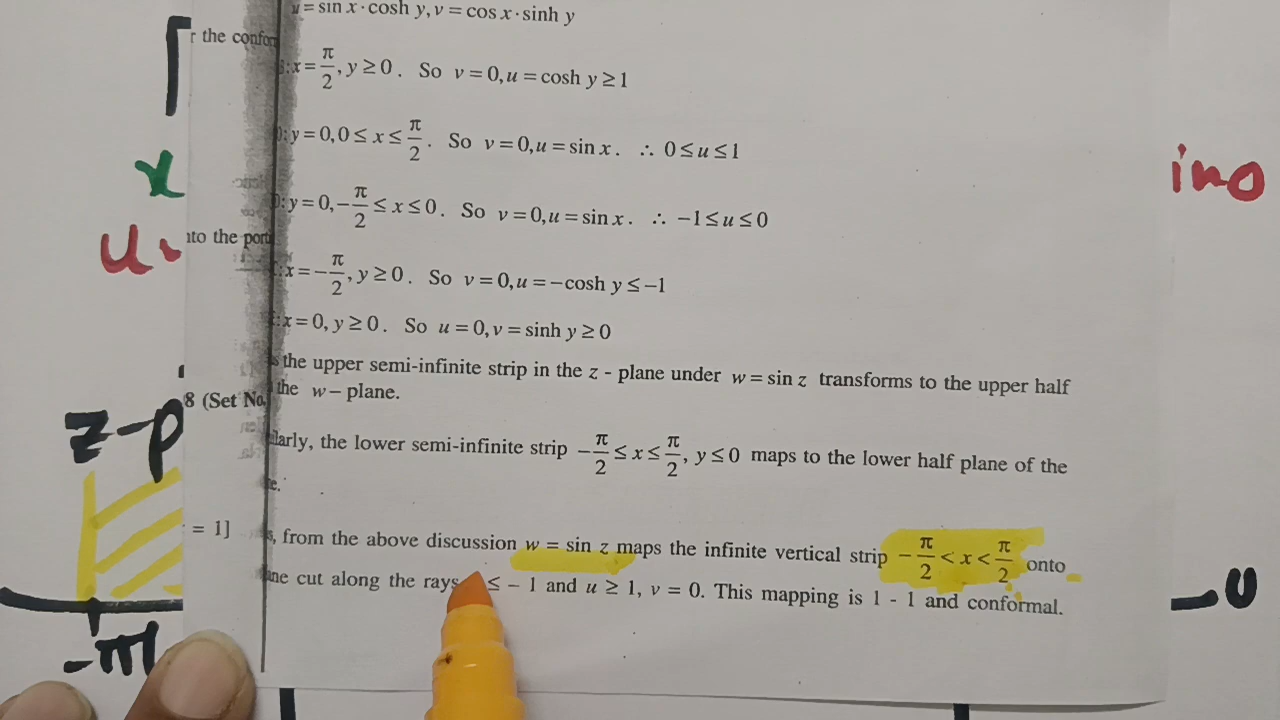 u = sin x · cosh y, v = cos x · sinh y
r the confor
: x = π/2, y ≥ 0. So v = 0, u = cosh y ≥ 1
: y = 0, 0 ≤ x ≤ π/2. So v = 0, u = sin x. ∴ 0 ≤ u ≤ 1
x
: y = 0, -π/2 ≤ x ≤ 0. So v = 0, u = sin x. ∴ -1 ≤ u ≤ 0
u
nto the port
: x = -π/2, y ≥ 0. So v = 0, u = -cosh y ≤ -1
: x = 0, y ≥ 0. So u = 0, v = sinh y ≥ 0
s the upper semi-infinite strip in the z - plane under w = sin z transforms to the upper half
the w – plane.
8 (Set No.
z-p
larly, the lower semi-infinite strip -π/2 ≤ x ≤ π/2, y ≤ 0 maps to the lower half plane of the
e.
= 1]
, from the above discussion w = sin z maps the infinite vertical strip -π/2 < x < π/2 onto
ne cut along the rays ≤ - 1 and u ≥ 1, v = 0. This mapping is 1 - 1 and conformal.
-π